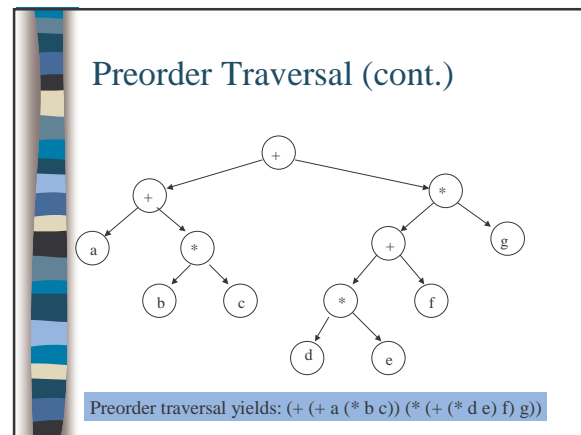 Preorder Traversal (cont.)
+
+ *
a * + g
b c * f
d e
Preorder traversal yields: (+ (+ a (* b c)) (* (+ (* d e) f) g))